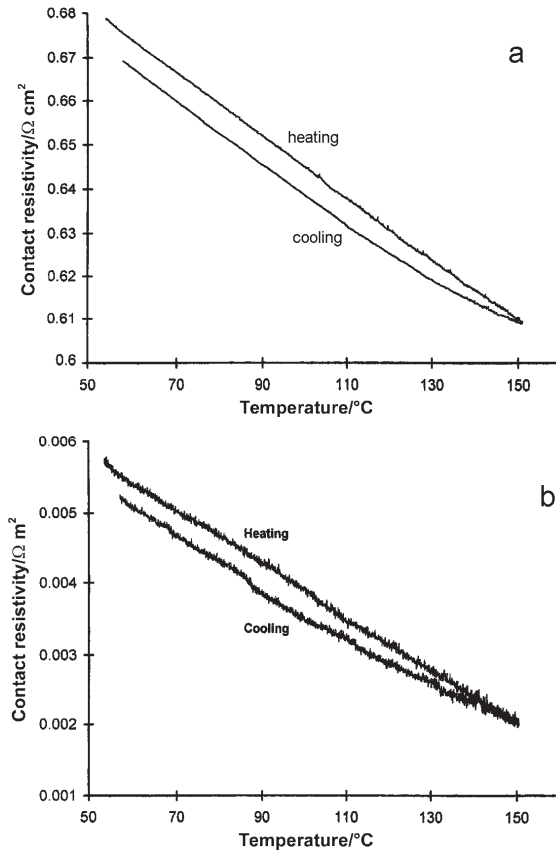 a
0.68
0.67
0.66
0.65
0.64
0.63
0.62
0.61
0.6
Contact resistivity/Ω cm²
heating
cooling
50 70 90 110 130 150
Temperature/°C
b
0.006
0.005
0.004
0.003
0.002
0.001
Contact resistivity/Ω m²
Heating
Cooling
50 70 90 110 130 150
Temperature/°C